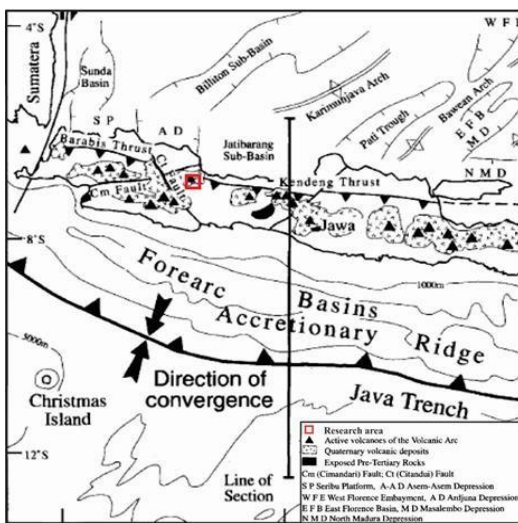 4°S
W F E
Sumatera
Sunda
Basin
Billiton Sub-Basin
Karimunjava Arch
Bawean Arch
E F B
M D
Pati Trough
S P
A D
Jatibarang
Sub-Basin
Barabis Thrust
Ct Fault
Cm Fault
Kendeng Thrust
N M D
Jawa
8°S
Forearc Basins
1000m
Accretionary Ridge
5000m
Direction of
convergence
Java Trench
Christmas
Island
12°S
Line of
Section
Research area
Active volcanoes of the Volcanic Arc
Quaternary volcanic deposits
Exposed Pre-Tertiary Rocks
Cm (Cimandari) Fault; Ct (Citandui) Fault
S P Seribu Platform, A-A D Asem-Asem Depression
W F E West Florence Embayment, A D Ardjuna Depression
E F B East Florence Basin, M D Masalembo Depression
N M D North Madura Depression